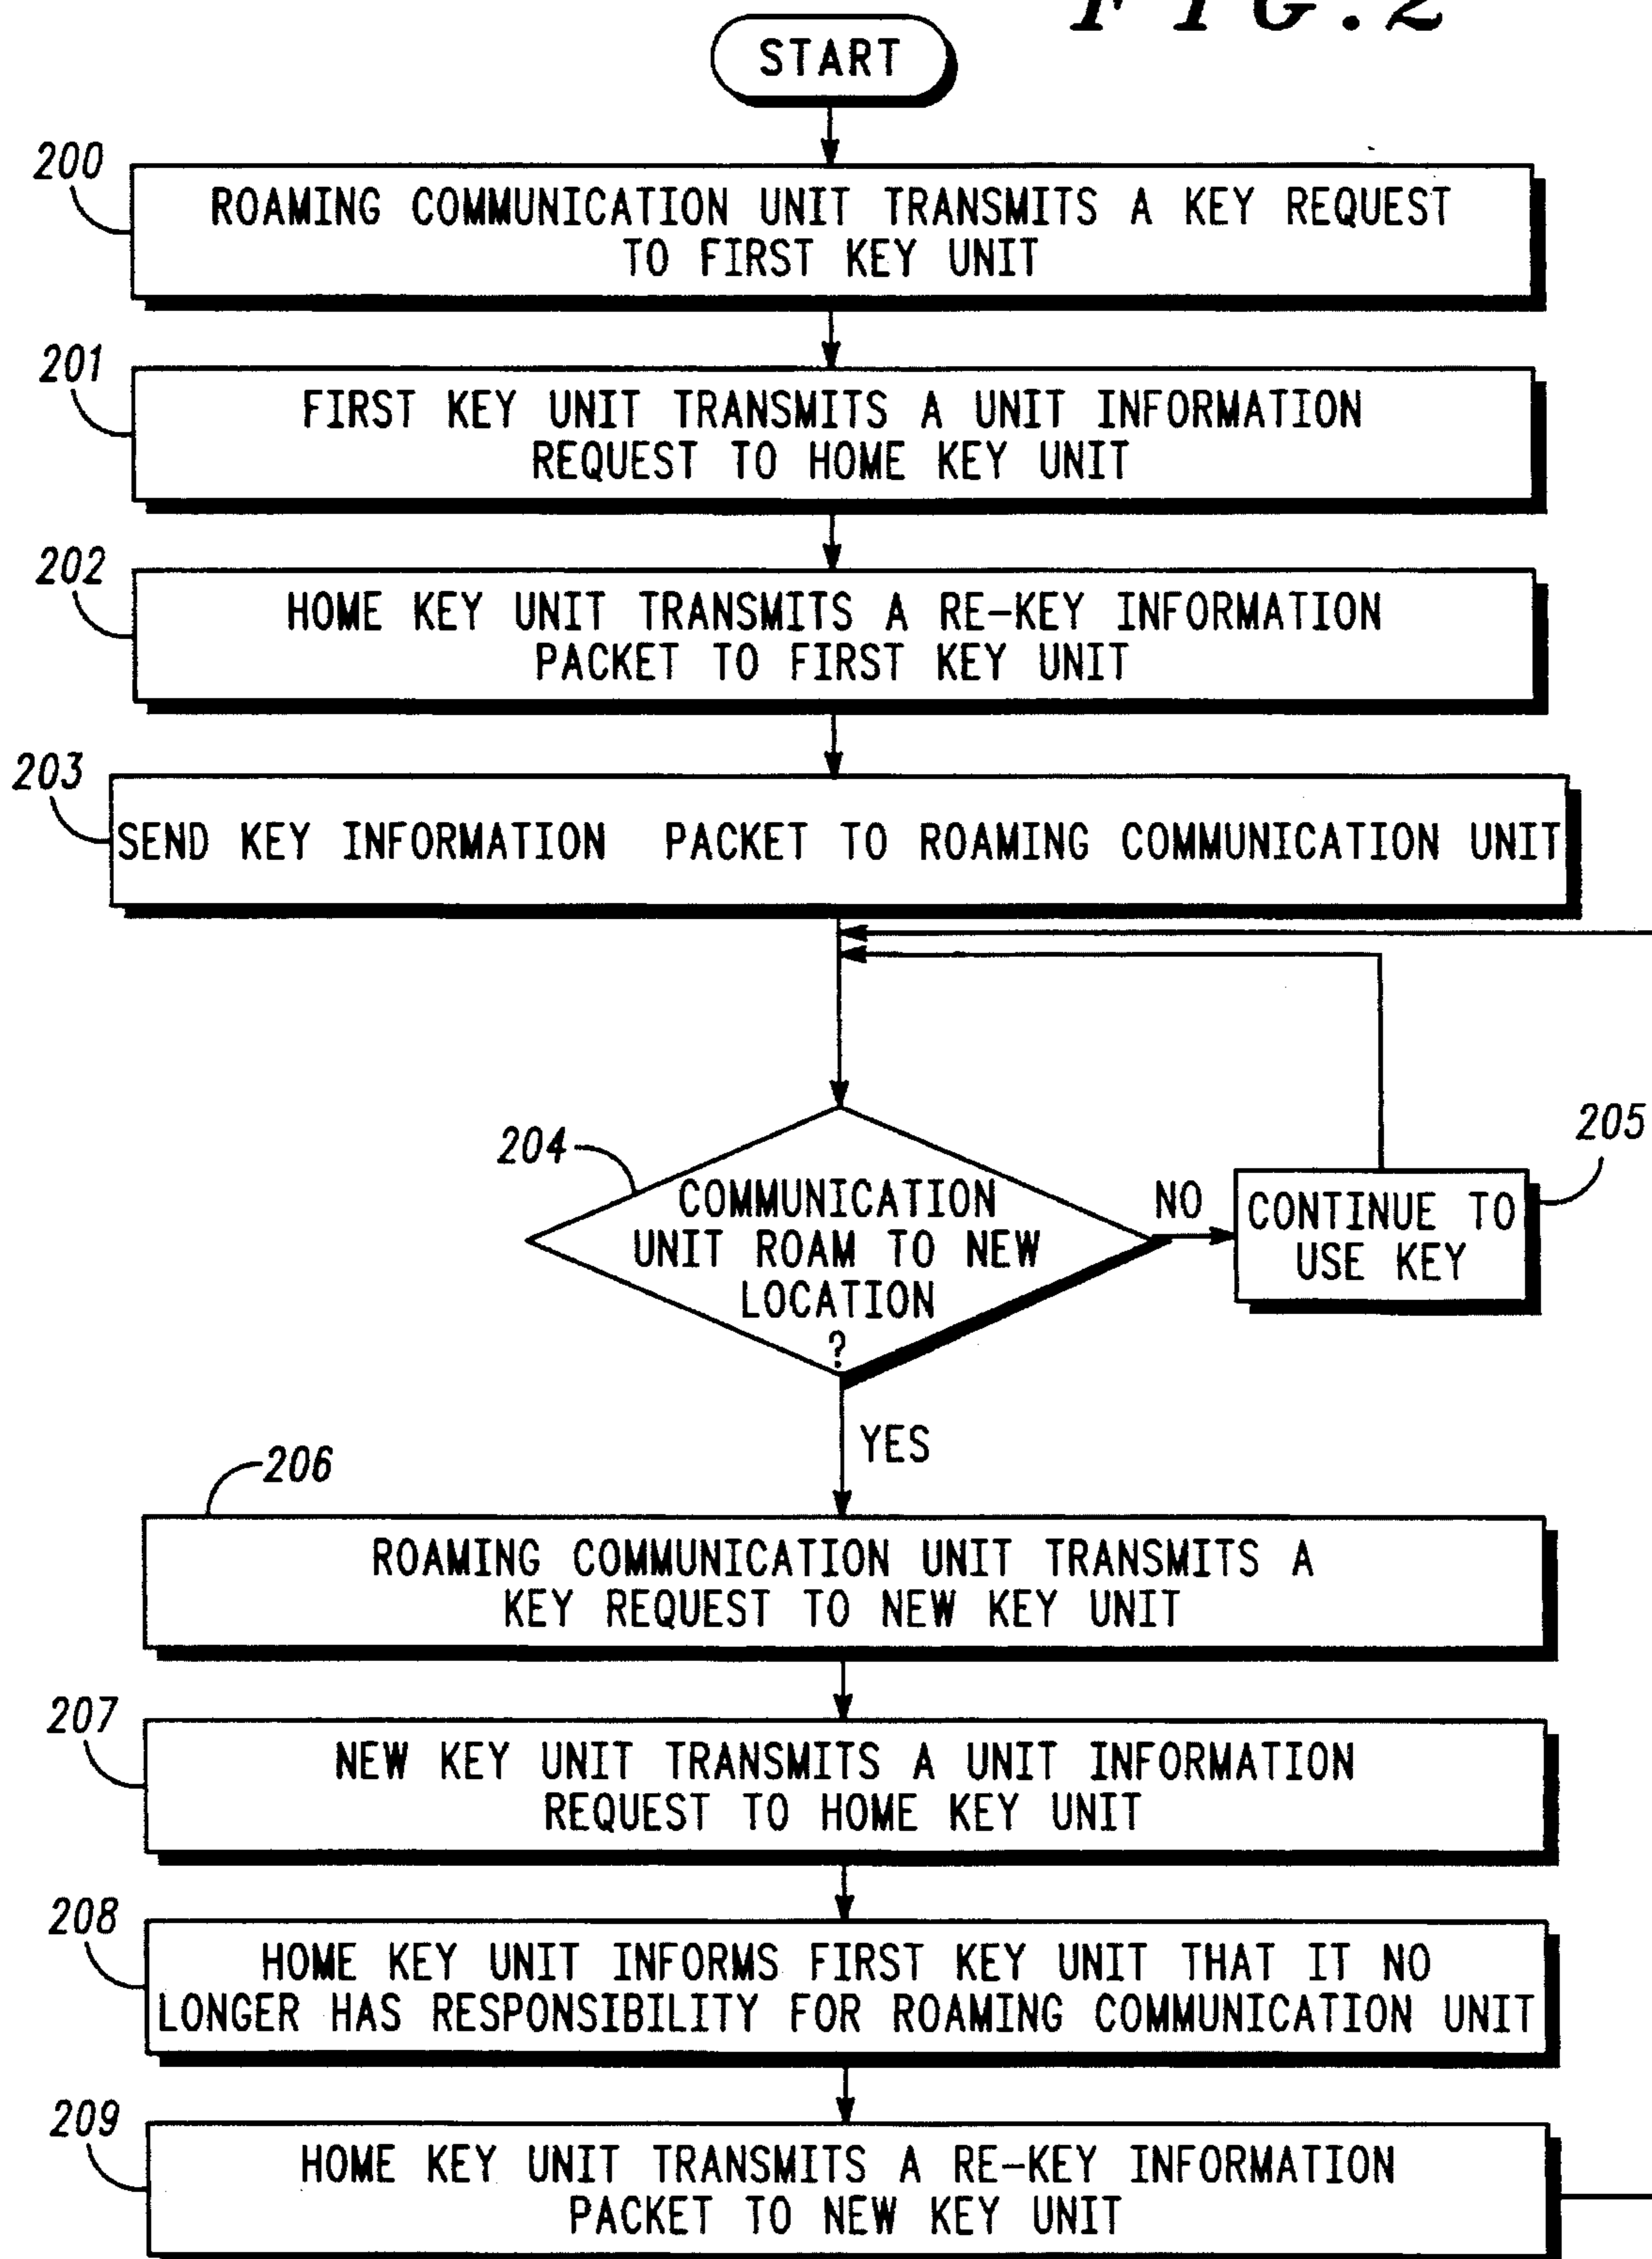 FIG.2
START
200
ROAMING COMMUNICATION UNIT TRANSMITS A KEY REQUEST
TO FIRST KEY UNIT
201
FIRST KEY UNIT TRANSMITS A UNIT INFORMATION
REQUEST TO HOME KEY UNIT
202
HOME KEY UNIT TRANSMITS A RE-KEY INFORMATION
PACKET TO FIRST KEY UNIT
203
SEND KEY INFORMATION PACKET TO ROAMING COMMUNICATION UNIT
204
COMMUNICATION
UNIT ROAM TO NEW
LOCATION
?
NO
205
CONTINUE TO
USE KEY
YES
206
ROAMING COMMUNICATION UNIT TRANSMITS A
KEY REQUEST TO NEW KEY UNIT
207
NEW KEY UNIT TRANSMITS A UNIT INFORMATION
REQUEST TO HOME KEY UNIT
208
HOME KEY UNIT INFORMS FIRST KEY UNIT THAT IT NO
LONGER HAS RESPONSIBILITY FOR ROAMING COMMUNICATION UNIT
209
HOME KEY UNIT TRANSMITS A RE-KEY INFORMATION
PACKET TO NEW KEY UNIT